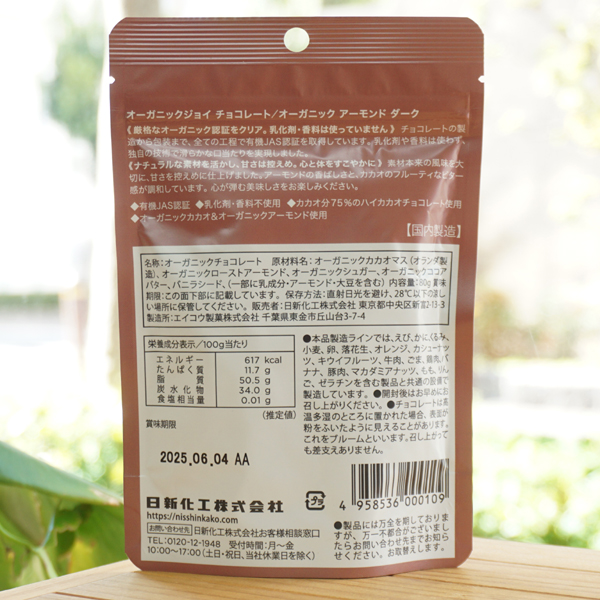 オーガニックジョイ チョコレート/オーガニック アーモンド ダーク
《 厳格なオーガニック認証をクリア。乳化剤・香料は使っていません 》 チョコレートの製
造から包装まで、全ての工程で有機JAS認証を取得しています。乳化剤や香料は使わず、
独自の技術で滑らかな口あたりを実現しました。
《 ナチュラルな素材を活かし、甘さは控えめ。心と体をすこやかに 》 素材本来の風味を大
切に、甘さを控えめに仕上げました。アーモンドの香ばしさと、カカオのフルーティなビター
感が調和しています。心が弾む美味しさをお楽しみください。
◆有機JAS認証 ◆乳化剤・香料不使用 ◆カカオ分75%のハイカカオチョコレート使用
◆オーガニックカカオ&オーガニックアーモンド使用
【国内製造】
名称:オーガニックチョコレート 原材料名:オーガニックカカオマス(オランダ製
造)、オーガニックローストアーモンド、オーガニックシュガー、オーガニックココア
バター、バニラシード、(一部に乳成分・アーモンド・大豆を含む) 内容量:80g 賞味
期限:この面下部に記載しています。 保存方法:直射日光を避け、28℃以下の涼し
い場所に保管してください。 販売者:日新化工株式会社 東京都中央区新富2-13-3
製造所:エイコウ製菓株式会社 千葉県東金市丘山台3-7-4
栄養成分表示/100g当たり
エネルギー 617 kcal
たんぱく質 11.7 g
脂質 50.5 g
炭水化物 34.0 g
食塩相当量 0.01 g
(推定値)
賞味期限
2025.06.04 AA
●本品製造ラインでは、えび、かに、くるみ、
小麦、卵、落花生、オレンジ、カシューナッ
ツ、キウイフルーツ、牛肉、ごま、鶏肉、バ
ナナ、豚肉、マカダミアナッツ、もも、りん
ご、ゼラチンを含む製品と共通の設備で
製造しています。 ●開封後はお早めにお
召し上がりください。 ●チョコレートは高
温多湿のところに置かれた場合、表面が
粉をふいたように見えることがあります。
これをブルームといいます。召し上がって
も差支えありません。
日新化工株式会社
https://nisshinkako.com
お問い合わせ先 日新化工株式会社お客様相談窓口
TEL:0120-12-1948 受付時間:月〜金
10:00〜17:00 (土・日・祝日、当社休業日を除く)
プラ
4 958536 000109
●製品には万全を期しておりま
すが、万一不都合がござい
たらお問い合わせ先までお知ら
せください。お取替えします。